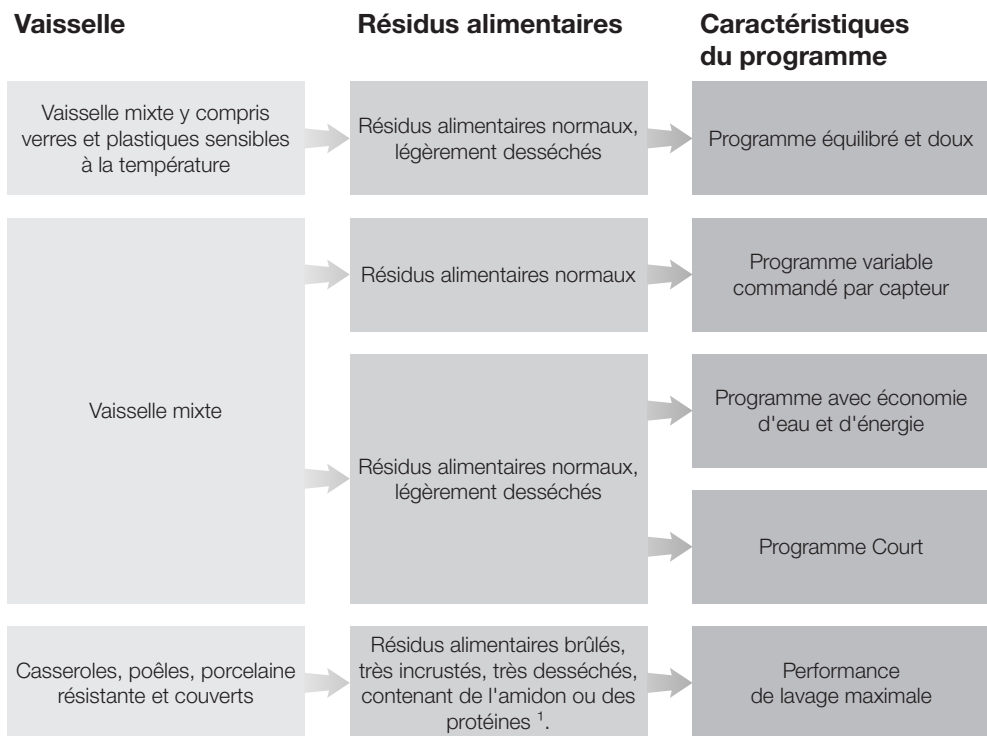 Vaisselle
Résidus alimentaires
Caractéristiques
du programme
Vaisselle mixte y compris
verres et plastiques sensibles
à la température
Résidus alimentaires normaux,
légèrement desséchés
Programme équilibré et doux
Vaisselle mixte
Résidus alimentaires normaux
Programme variable
commandé par capteur
Résidus alimentaires normaux,
légèrement desséchés
Programme avec économie
d'eau et d'énergie
Programme Court
Casseroles, poêles, porcelaine
résistante et couverts
Résidus alimentaires brûlés,
très incrustés, très desséchés,
contenant de l'amidon ou des
protéines ¹.
Performance
de lavage maximale